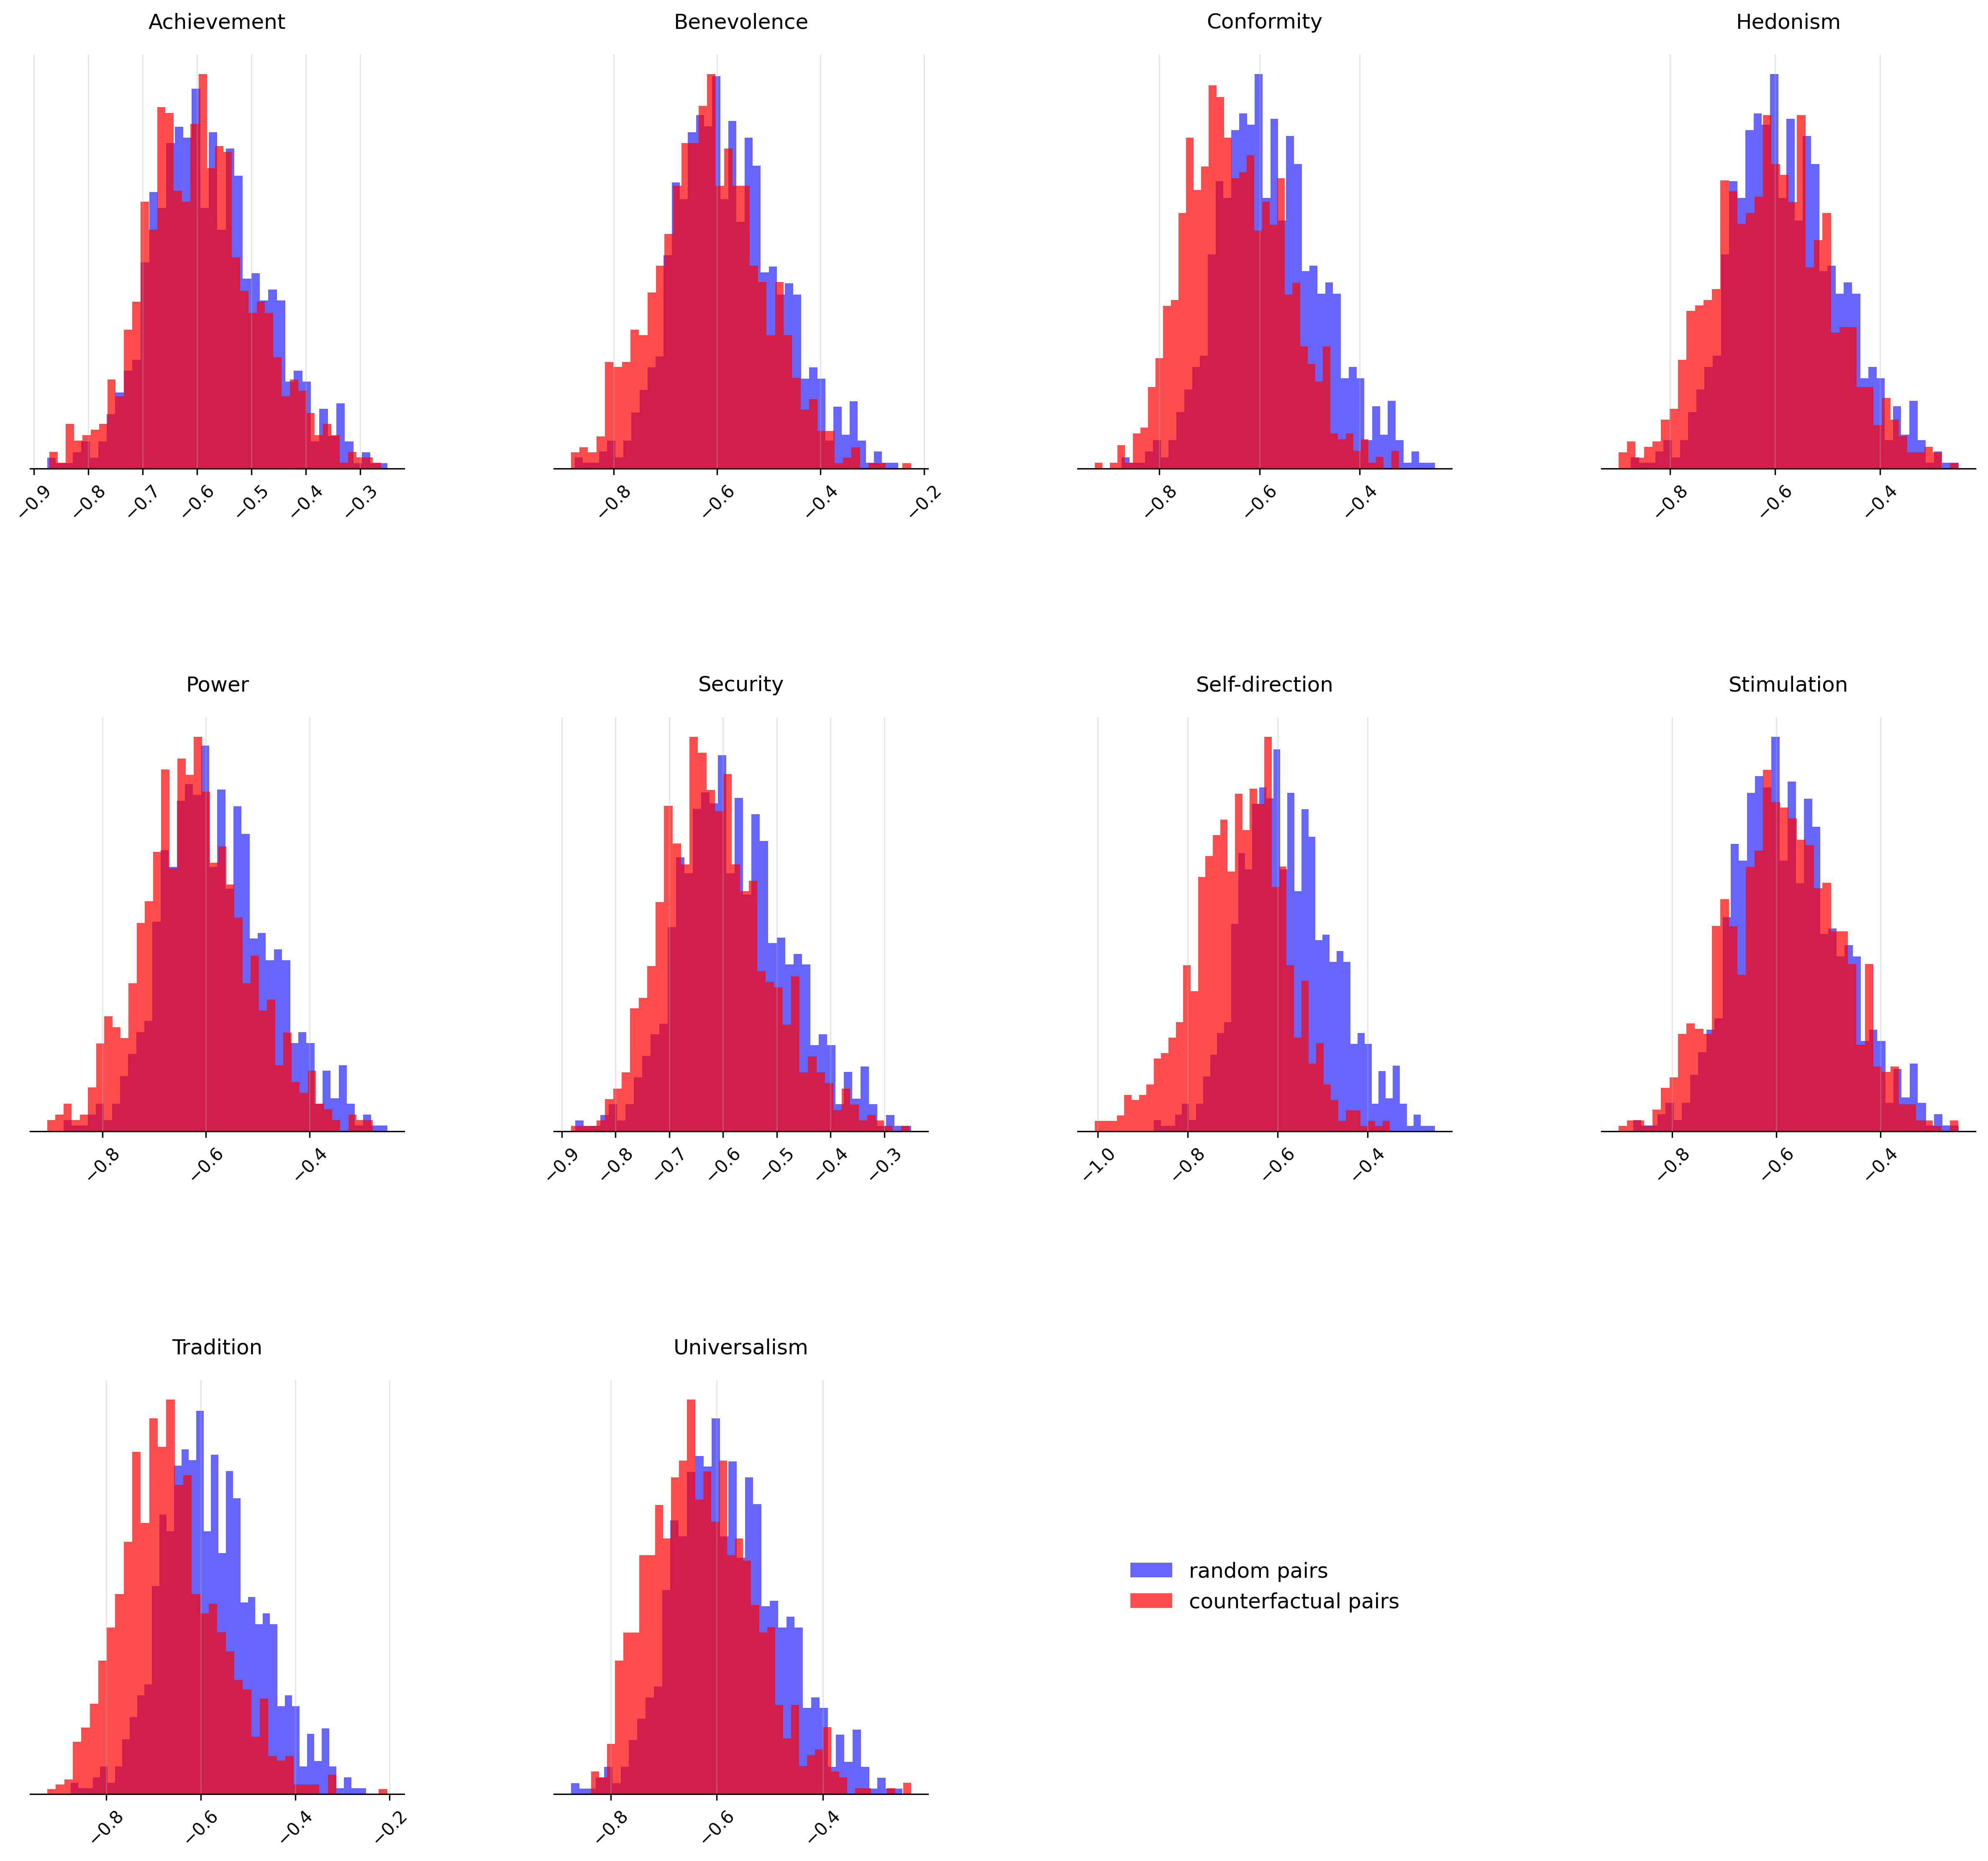 Achievement
Benevolence
Conformity
Hedonism
−0.9 −0.8 −0.7 −0.6 −0.5 −0.4 −0.3
−0.8 −0.6 −0.4 −0.2
−0.8 −0.6 −0.4
−0.8 −0.6 −0.4
Power
Security
Self-direction
Stimulation
−0.8 −0.6 −0.4
−0.9 −0.8 −0.7 −0.6 −0.5 −0.4 −0.3
−1.0 −0.8 −0.6 −0.4
−0.8 −0.6 −0.4
Tradition
Universalism
random pairs
counterfactual pairs
−0.8 −0.6 −0.4 −0.2
−0.8 −0.6 −0.4